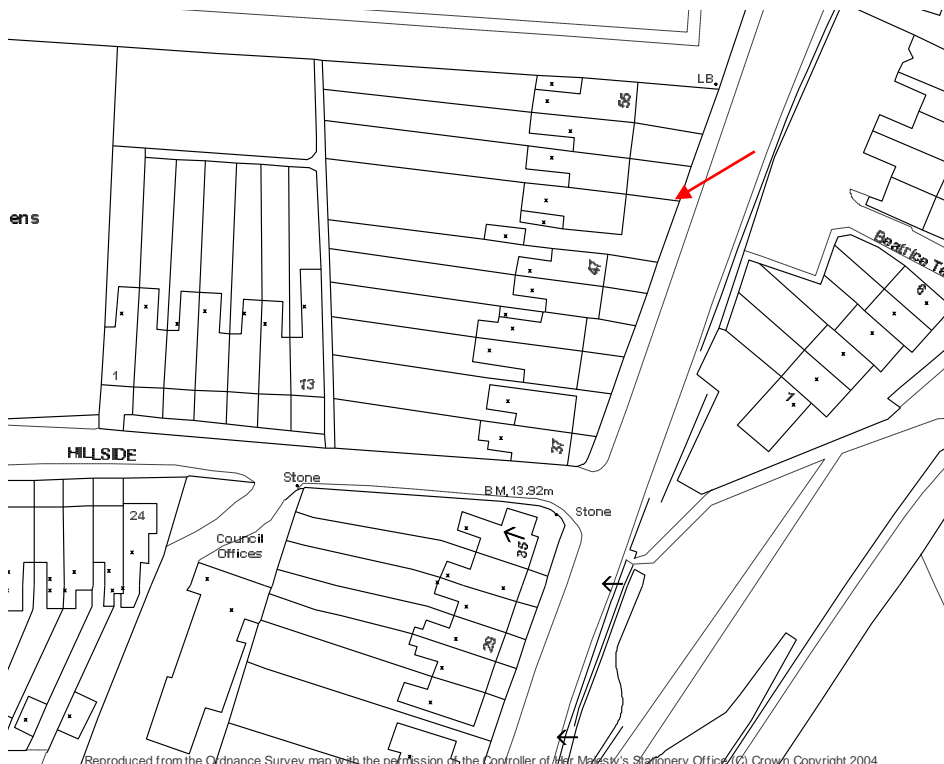 LB.
55
ens
47
Beatrice Te
6
1
13
7
37
HILLSIDE
Stone
B M. 13.92m
Stone
24
Council
Offices
35
29
Reproduced from the Ordnance Survey map with the permission of the Controller of Her Majesty's Stationery Office (C) Crown Copyright 2004